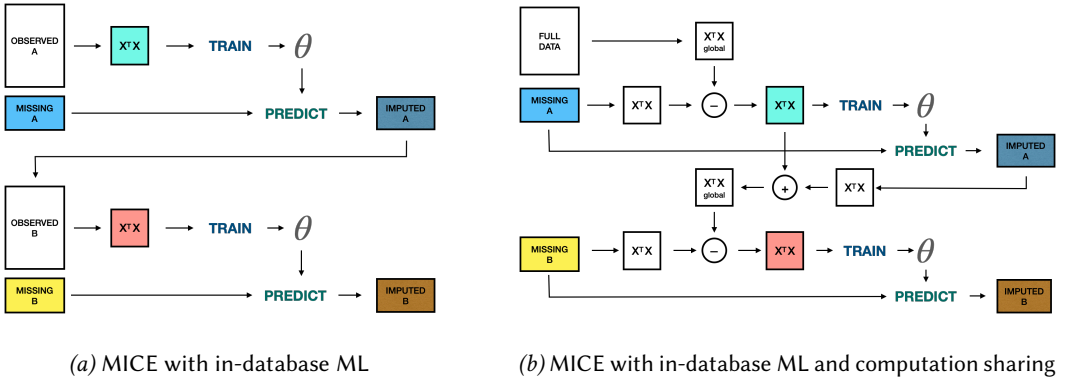 OBSERVED
A
XᵀX
TRAIN
θ
MISSING
A
PREDICT
IMPUTED
A
OBSERVED
B
XᵀX
TRAIN
θ
MISSING
B
PREDICT
IMPUTED
B
(a) MICE with in-database ML
FULL
DATA
XᵀX
global
MISSING
A
XᵀX
−
XᵀX
TRAIN
θ
PREDICT
IMPUTED
A
XᵀX
global
+
XᵀX
MISSING
B
XᵀX
−
XᵀX
TRAIN
θ
PREDICT
IMPUTED
B
(b) MICE with in-database ML and computation sharing